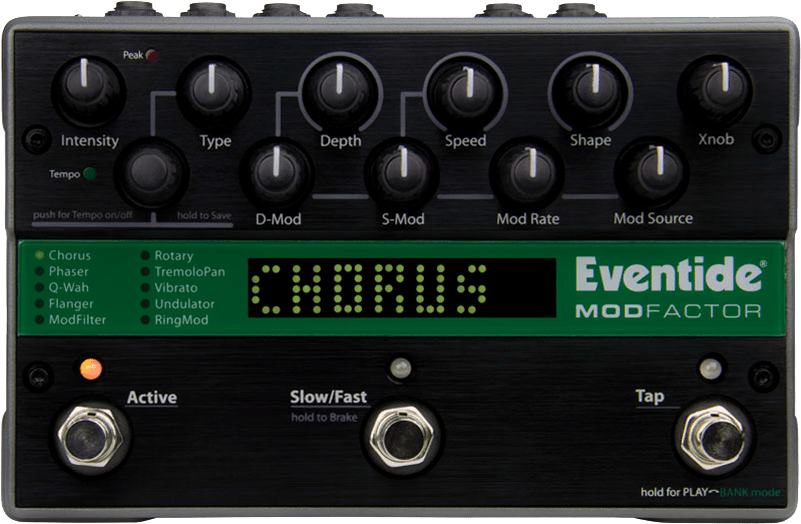 Peak
Intensity
Type
Depth
Speed
Shape
Xnob
Tempo
push for Tempo on/off
hold to Save
D-Mod
S-Mod
Mod Rate
Mod Source
Chorus
Phaser
Q-Wah
Flanger
ModFilter
Rotary
TremoloPan
Vibrato
Undulator
RingMod
CHORUS
Eventide®
MODFACTOR
Active
Slow/Fast
hold to Brake
Tap
hold for PLAY BANK mode